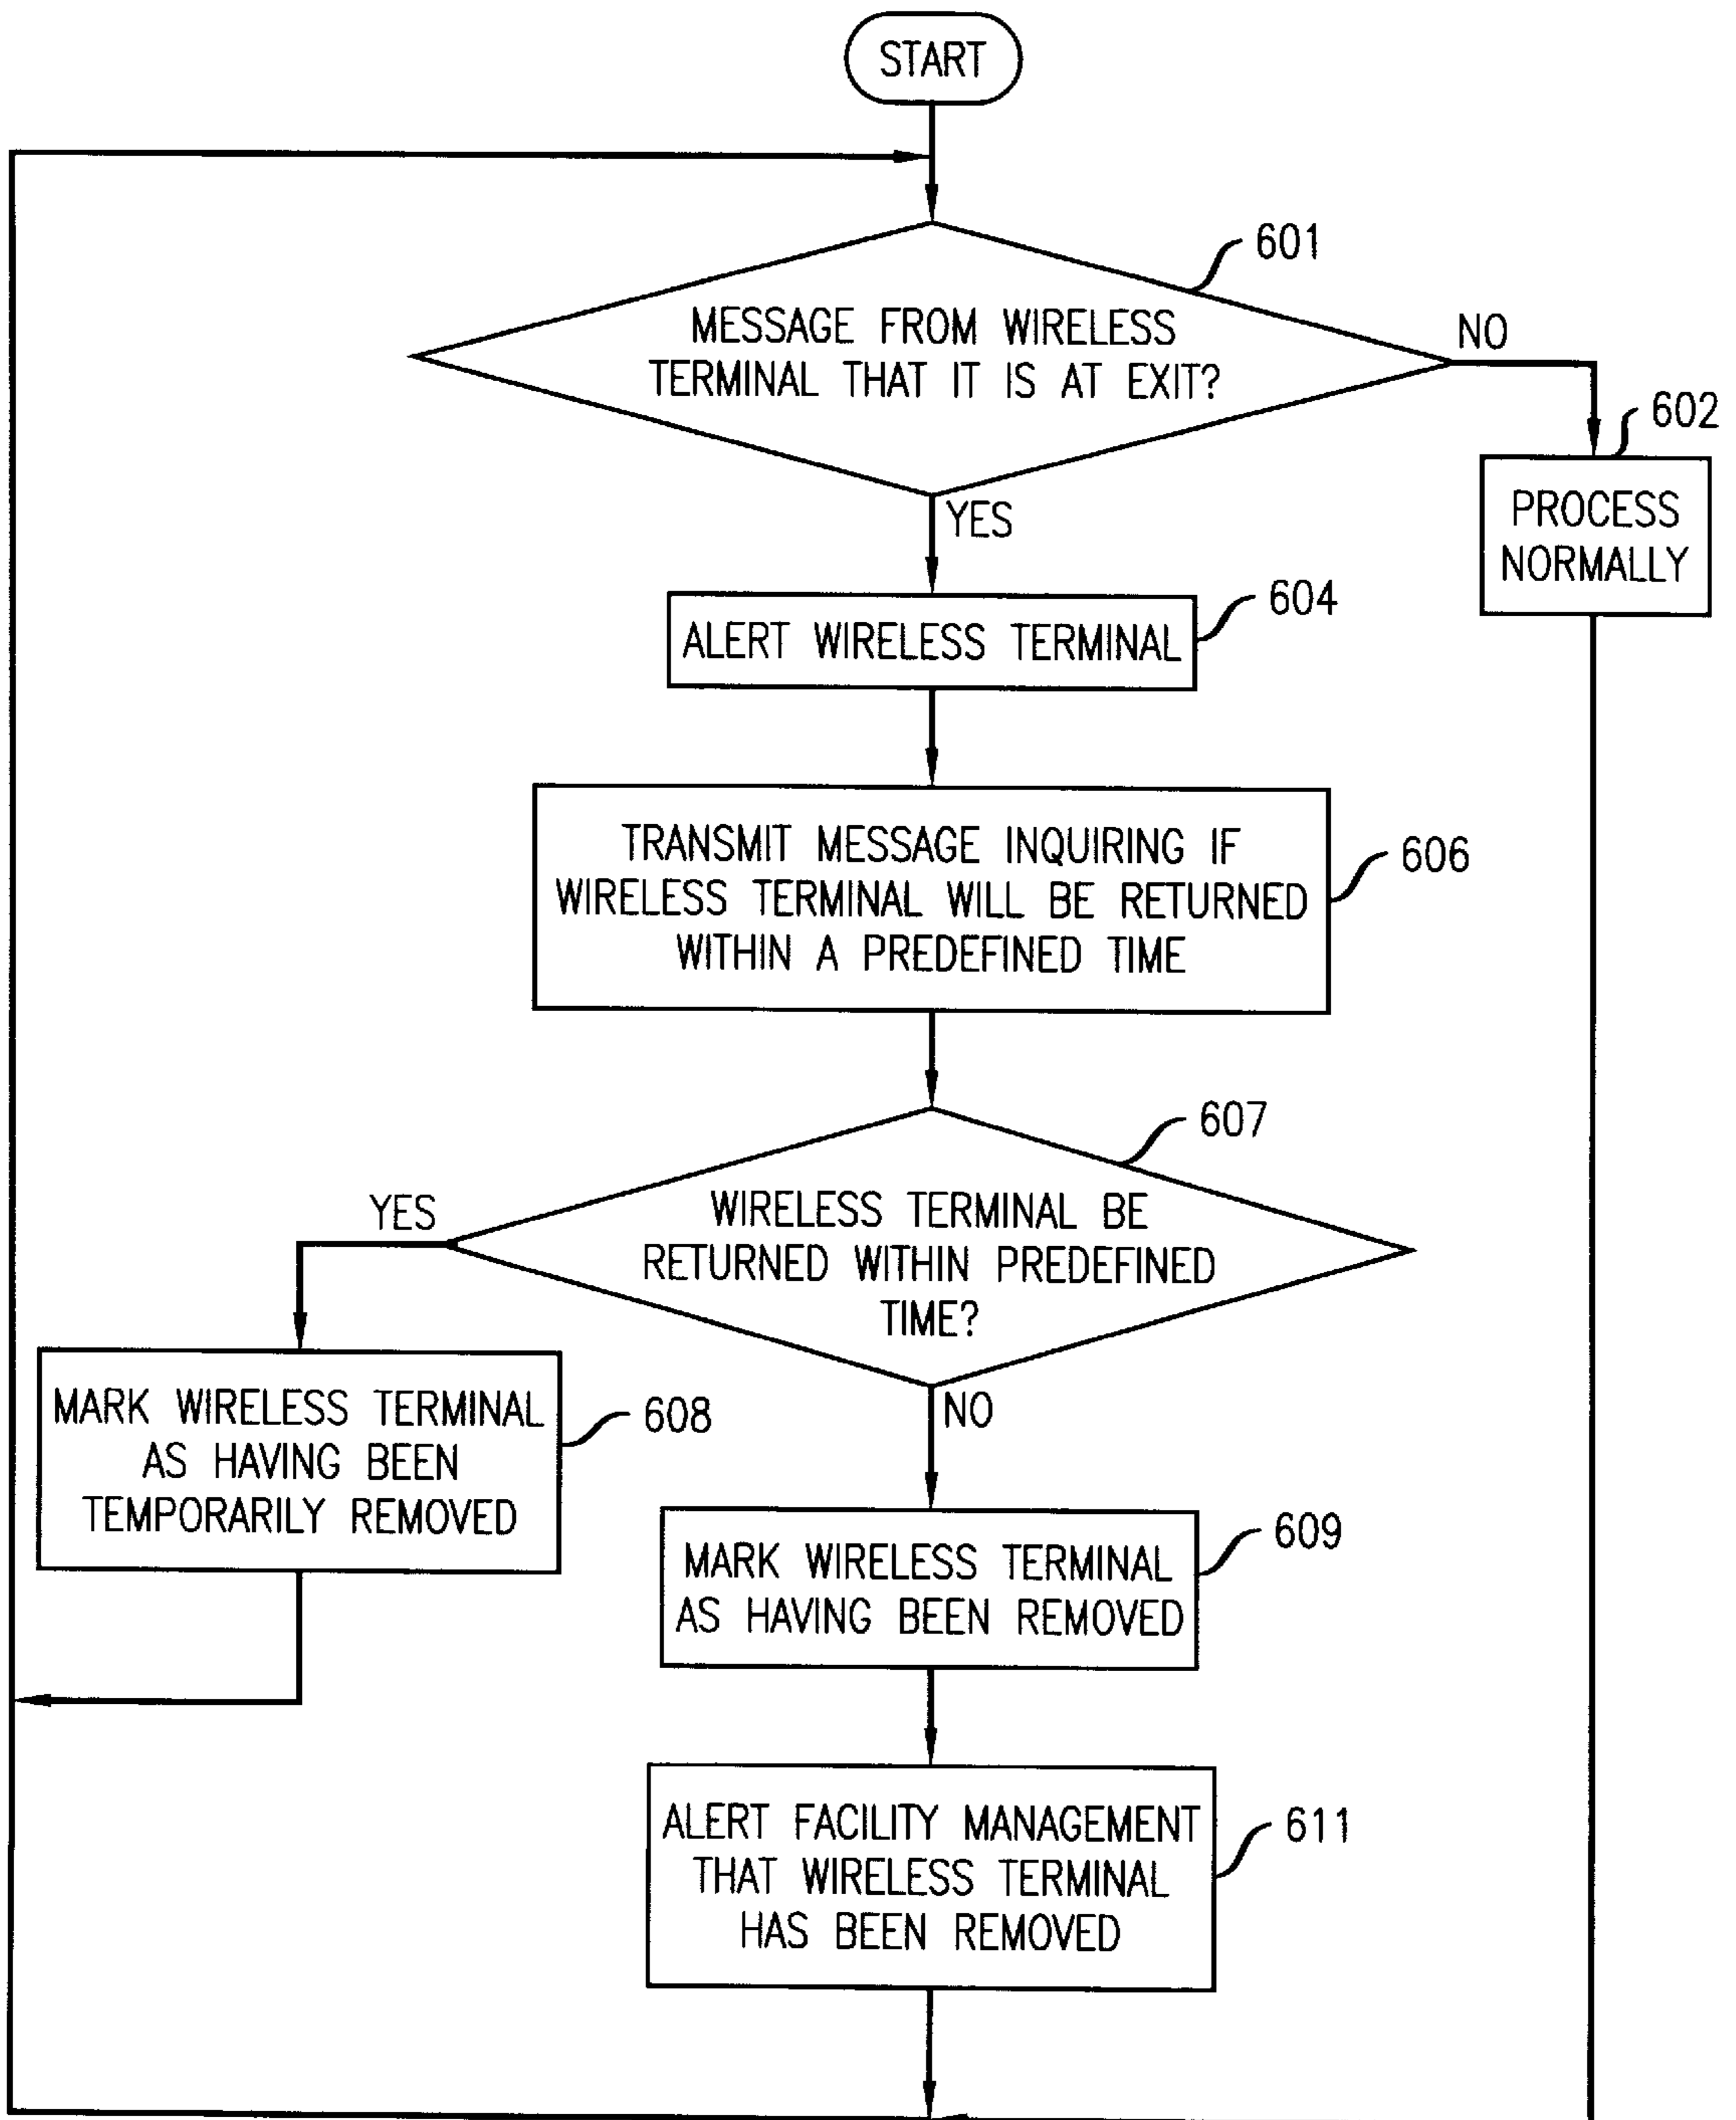 START
601
MESSAGE FROM WIRELESS
TERMINAL THAT IT IS AT EXIT?
NO
602
PROCESS
NORMALLY
YES
604
ALERT WIRELESS TERMINAL
606
TRANSMIT MESSAGE INQUIRING IF
WIRELESS TERMINAL WILL BE RETURNED
WITHIN A PREDEFINED TIME
607
WIRELESS TERMINAL BE
RETURNED WITHIN PREDEFINED
TIME?
YES
MARK WIRELESS TERMINAL
AS HAVING BEEN
TEMPORARILY REMOVED
608
NO
609
MARK WIRELESS TERMINAL
AS HAVING BEEN REMOVED
611
ALERT FACILITY MANAGEMENT
THAT WIRELESS TERMINAL
HAS BEEN REMOVED